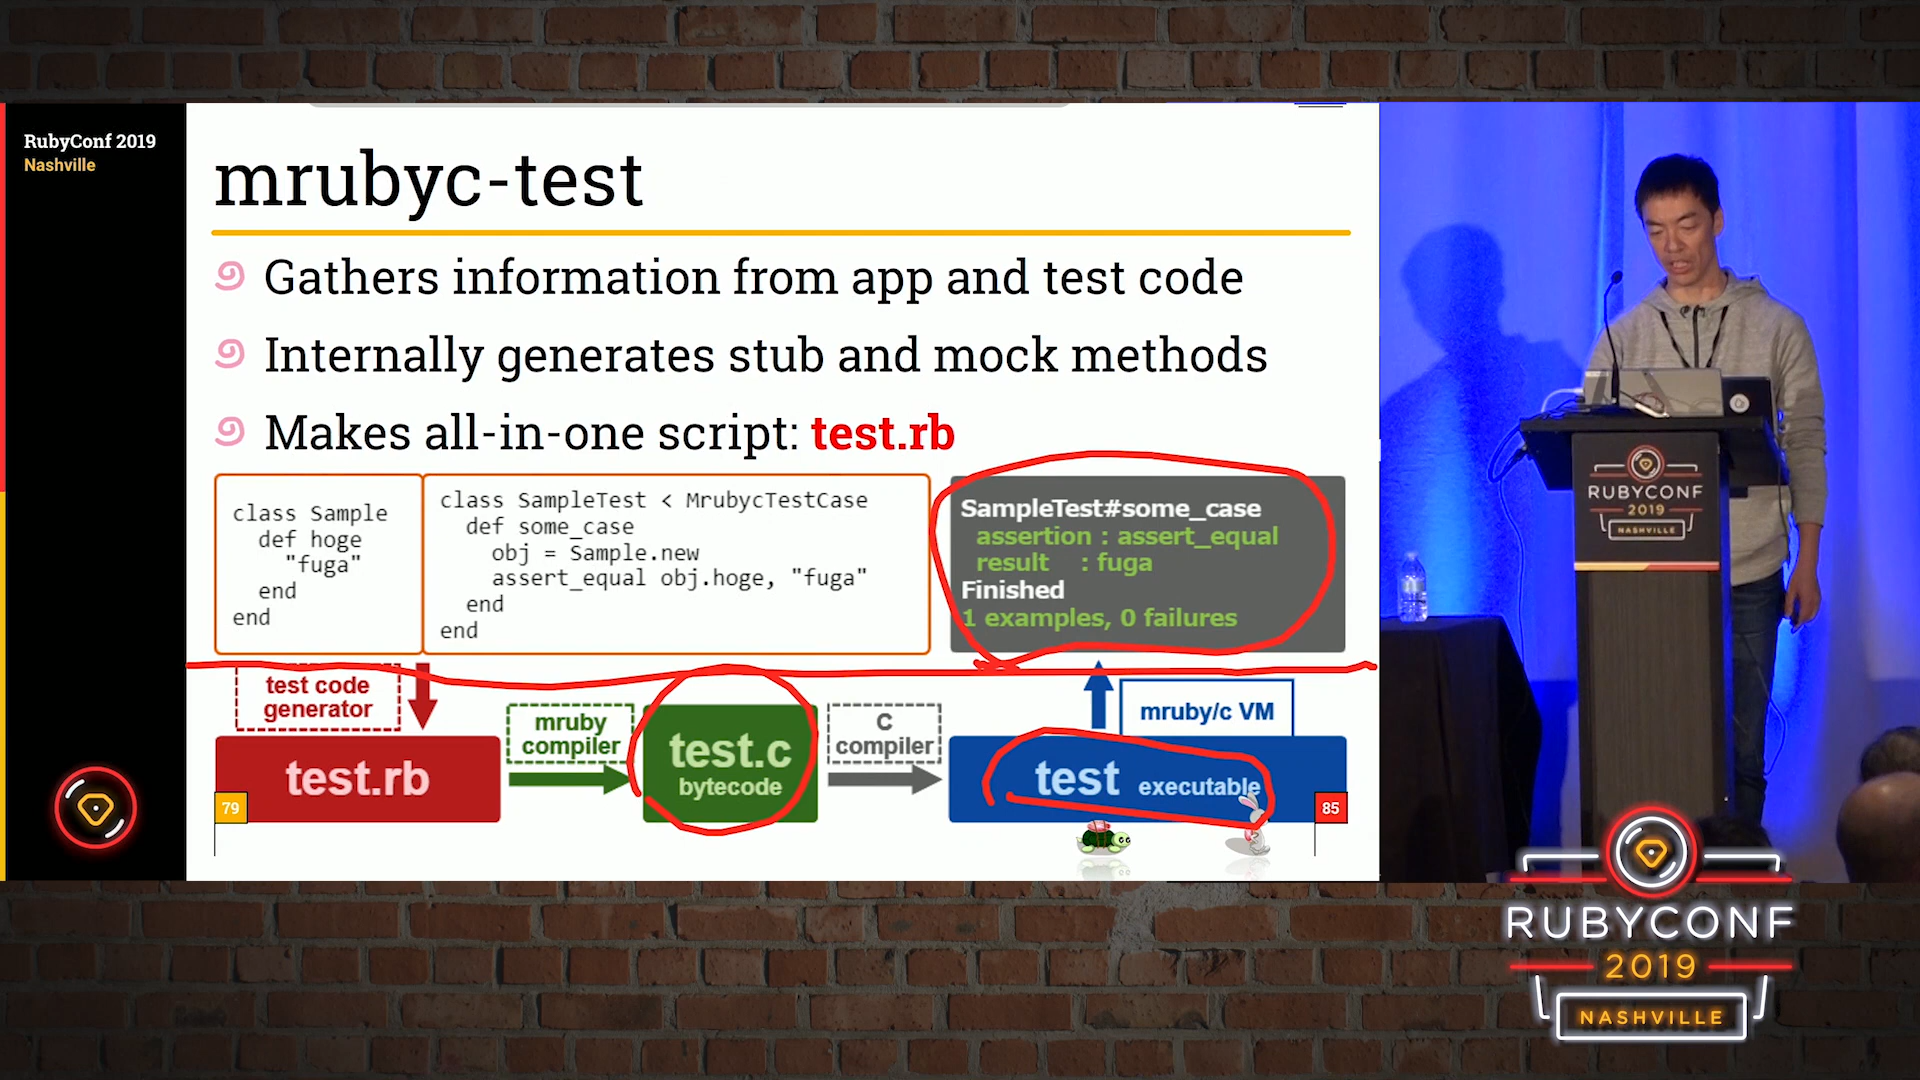 RubyConf 2019
Nashville
mrubyc-test
Gathers information from app and test code
Internally generates stub and mock methods
Makes all-in-one script: test.rb
class Sample
def hoge
"fuga"
end
end
class SampleTest < MrubycTestCase
def some_case
obj = Sample.new
assert_equal obj.hoge, "fuga"
end
end
SampleTest#some_case
assertion : assert_equal
result : fuga
Finished
1 examples, 0 failures
test code
generator
mruby
compiler
C
compiler
mruby/c VM
test.rb
test.c
bytecode
test executable
79
85
RUBYCONF
2019
NASHVILLE
RUBYCONF
2019
NASHVILLE